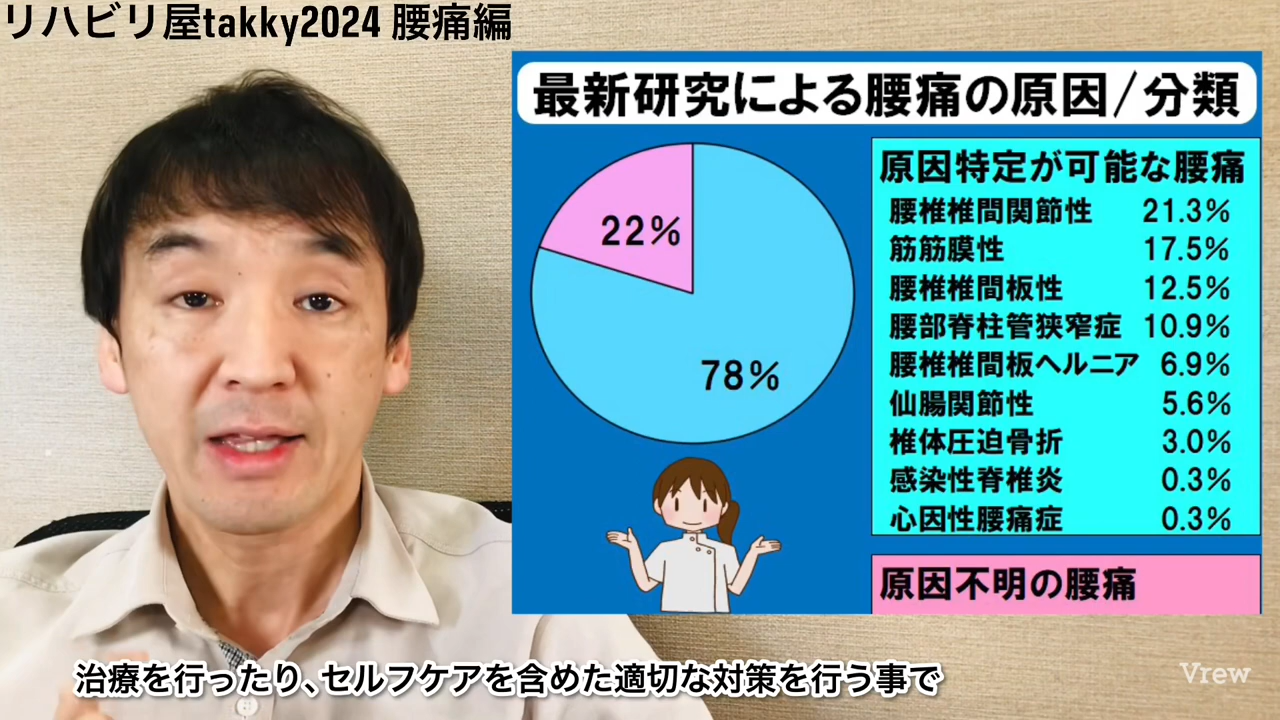 リハビリ屋takky2024 腰痛編
最新研究による腰痛の原因/分類
22%
78%
原因特定が可能な腰痛
腰椎椎間関節性 21.3%
筋筋膜性 17.5%
腰椎椎間板性 12.5%
腰部脊柱管狭窄症 10.9%
腰椎椎間板ヘルニア 6.9%
仙腸関節性 5.6%
椎体圧迫骨折 3.0%
感染性脊椎炎 0.3%
心因性腰痛症 0.3%
原因不明の腰痛
治療を行ったり、セルフケアを含めた適切な対策を行う事で
Vrew